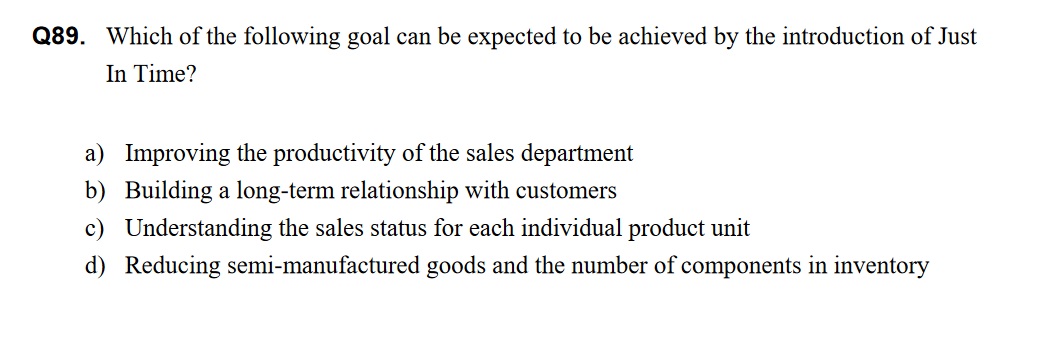 Q89. Which of the following goal can be expected to be achieved by the introduction of Just
In Time?
a) Improving the productivity of the sales department
b) Building a long-term relationship with customers
c) Understanding the sales status for each individual product unit
d) Reducing semi-manufactured goods and the number of components in inventory